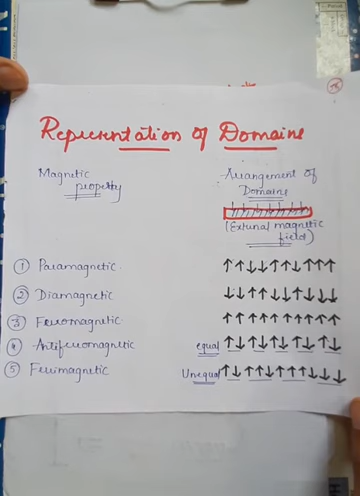 Representation of Domains
Magnetic property
Arrangement of Domains
(External magnetic field)
① Paramagnetic. ↑↑↓↓↑↑↓↑↑↑
② Diamagnetic ↓↓↑↑↓↓↑↓↓↓
③ Ferromagnetic ↑↑↑↑↑↑↑↑↑↑
④ Antiferromagnetic equal ↑↓↑↓↑↓↑↓↑↓
⑤ Ferrimagnetic Unequal ↑↓↑↑↓↑↑↑↓↓↓